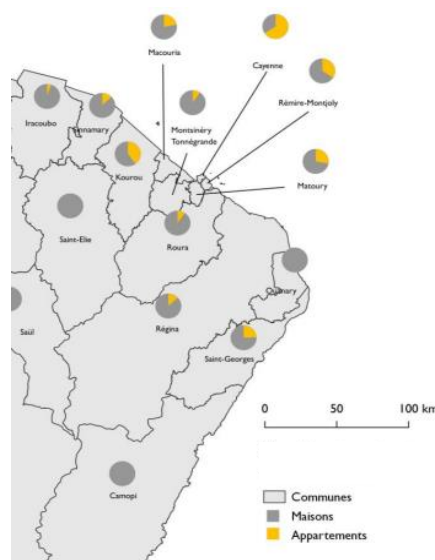 Macouria
Cayenne
Rémire-Montjoly
Iracoubo
Sinnamary
Montsinéry
Tonnégrande
Kourou
Matoury
Saint-Elie
Roura
Ouanary
Saül
Régina
Saint-Georges
0 50 100 km
Camopi
Communes
Maisons
Appartements